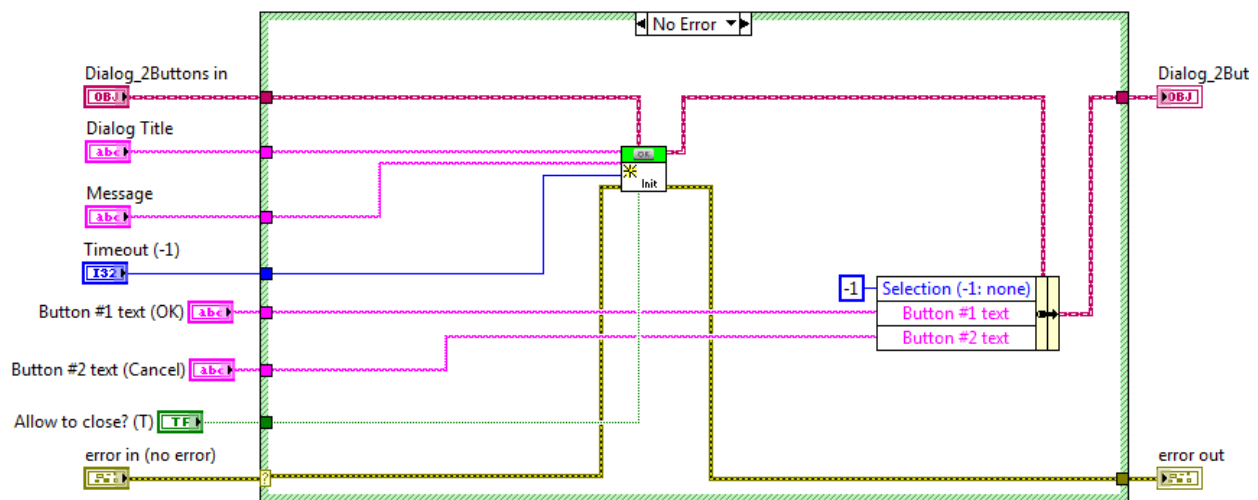 No Error
Dialog_2Buttons in
OBJ
Dialog_2But
OBJ
Dialog Title
abc
OK
Init
Message
abc
Timeout (-1)
I32
-1
Selection (-1: none)
Button #1 text (OK)
abc
Button #1 text
Button #2 text
Button #2 text (Cancel)
abc
Allow to close? (T)
TF
error in (no error)
?
error out